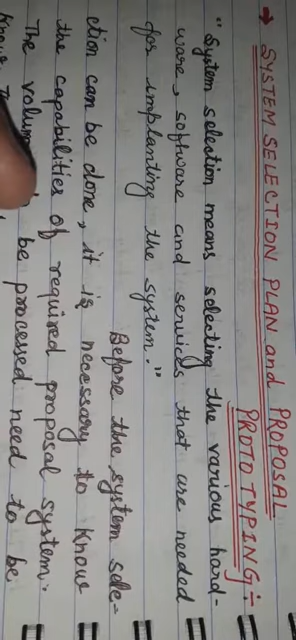 → SYSTEM SELECTION PLAN and PROPOSAL
PROTOTYPING :-
"System selection means selecting the various hard-
ware, software and services that are needed
for implanting the system."
Before the system sele-
ction can be done, it is necessary to know
the capabilities of required proposal system.
The be processed need to be